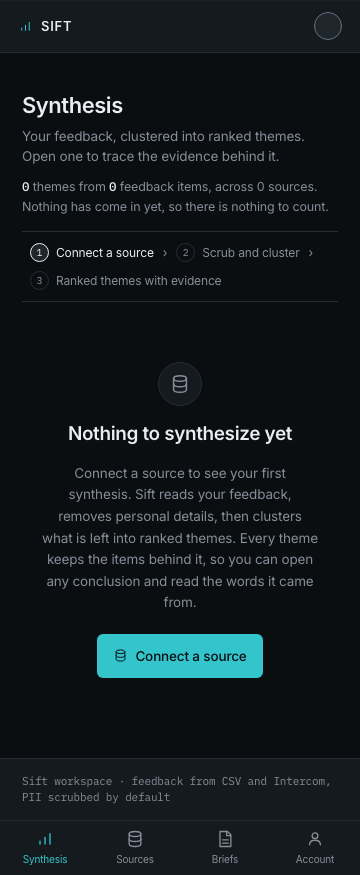 SIFT
Synthesis
Your feedback, clustered into ranked themes.
Open one to trace the evidence behind it.
0 themes from 0 feedback items, across 0 sources.
Nothing has come in yet, so there is nothing to count.
1 Connect a source › 2 Scrub and cluster ›
3 Ranked themes with evidence
Nothing to synthesize yet
Connect a source to see your first
synthesis. Sift reads your feedback,
removes personal details, then clusters
what is left into ranked themes. Every theme
keeps the items behind it, so you can open
any conclusion and read the words it came
from.
Connect a source
Sift workspace · feedback from CSV and Intercom,
PII scrubbed by default
Synthesis Sources Briefs Account